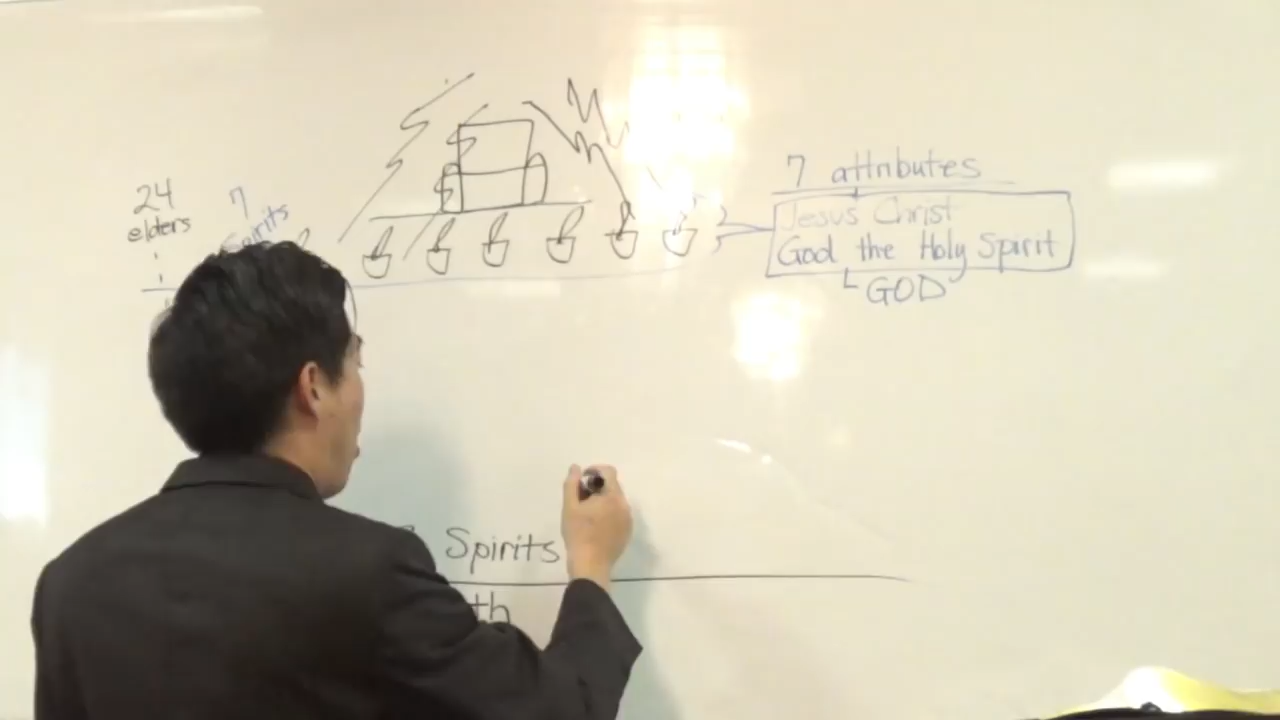 24
elders
7
Spirits
7 attributes
Jesus Christ
God the Holy Spirit
GOD
Spirits
th